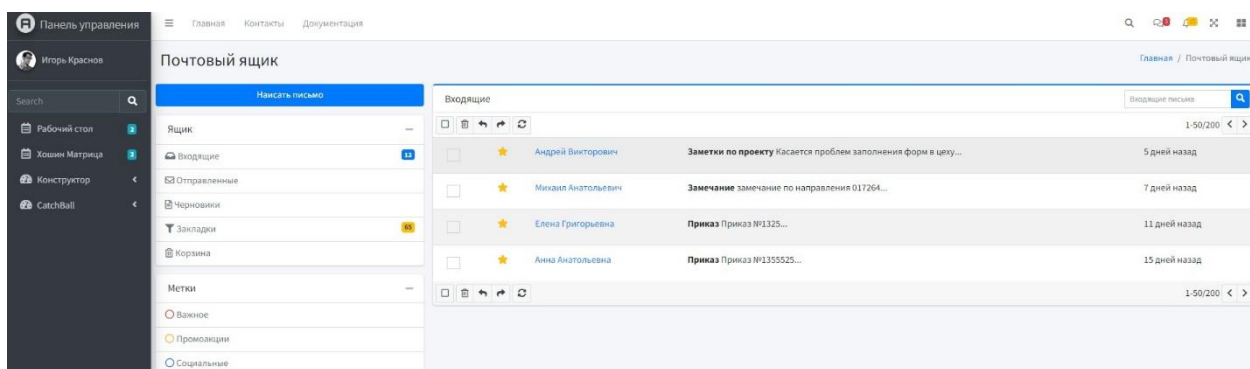 Панель управления
Главная Контакты Документация
Игорь Краснов
Почтовый ящик
Главная / Почтовый ящик
Search
Наисать письмо
Входящие
Входящие письма
Рабочий стол 2
Хошин Матрица 2
Конструктор
CatchBall
Ящик
Входящие 12
Отправленные
Черновики
Закладки 65
Корзина
1-50/200
Андрей Викторович Заметки по проекту Касается проблем заполнения форм в цеху... 5 дней назад
Михаил Анатольевич Замечание замечание по направления 017264... 7 дней назад
Елена Григорьевна Приказ Приказ №1325... 11 дней назад
Анна Анатольевна Приказ Приказ №1355525... 15 дней назад
1-50/200
Метки
Важное
Промоакции
Социальные